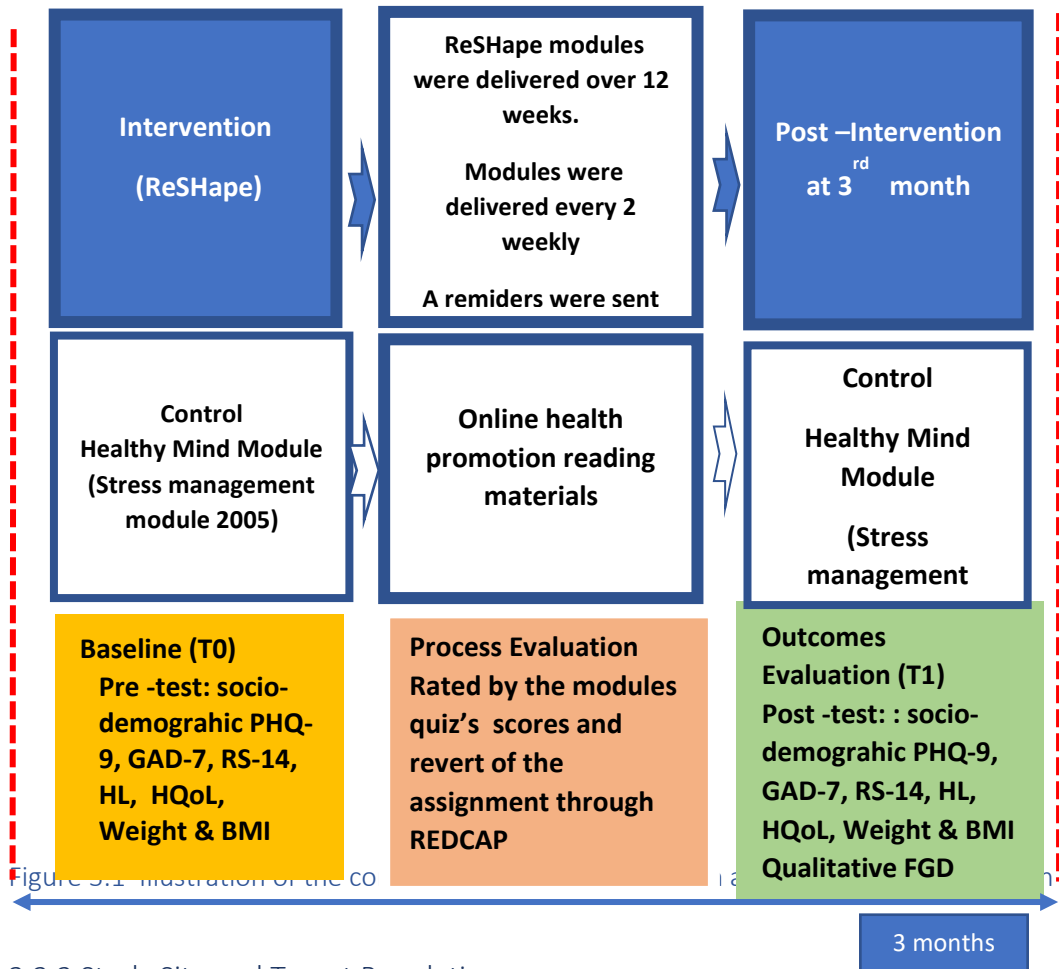 Intervention
(ReSHape)
ReSHape modules
were delivered over 12
weeks.
Modules were
delivered every 2
weekly
A remiders were sent
Post –Intervention
at 3rd month
Control
Healthy Mind Module
(Stress management
module 2005)
Online health
promotion reading
materials
Control
Healthy Mind
Module
(Stress
management
Baseline (T0)
Pre -test: socio-
demograhic PHQ-
9, GAD-7, RS-14,
HL, HQoL,
Weight & BMI
Process Evaluation
Rated by the modules
quiz’s scores and
revert of the
assignment through
REDCAP
Outcomes
Evaluation (T1)
Post -test: : socio-
demograhic PHQ-9,
GAD-7, RS-14, HL,
HQoL, Weight & BMI
Qualitative FGD
Figure 3.1 Illustration of the co
3 months